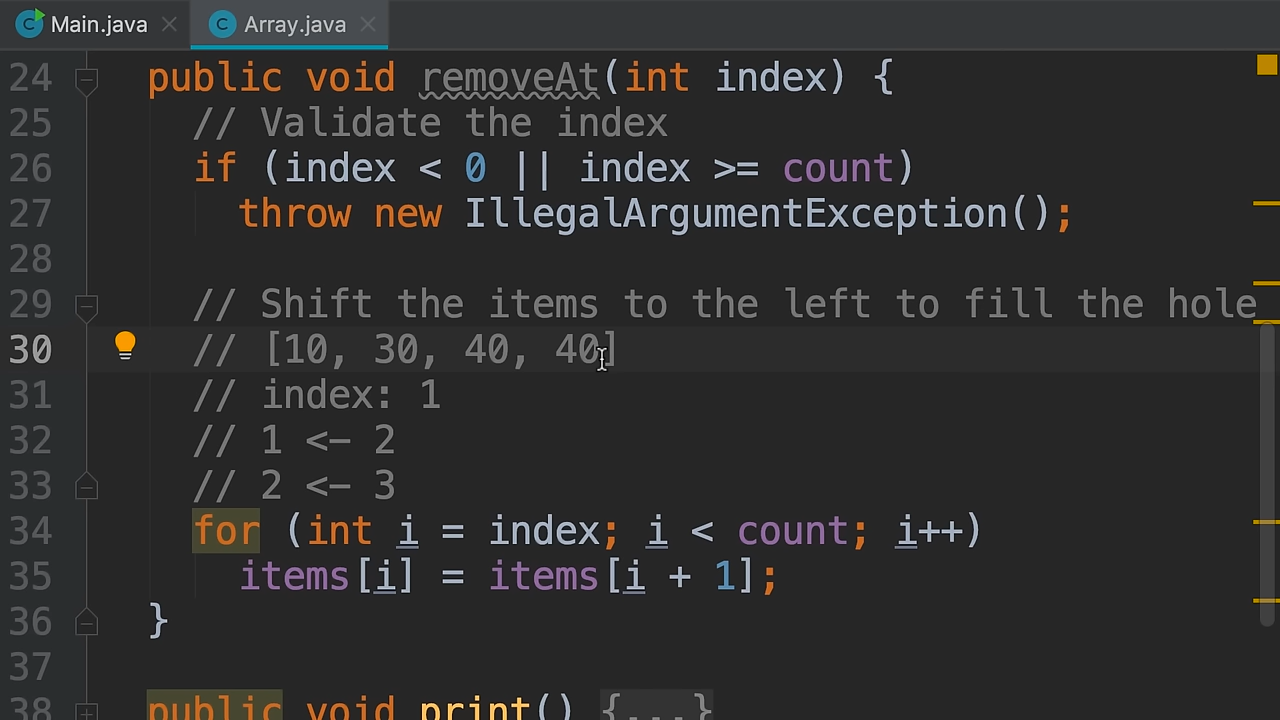 Main.java Array.java
24 public void removeAt(int index) {
25 // Validate the index
26 if (index < 0 || index >= count)
27 throw new IllegalArgumentException();
28
29 // Shift the items to the left to fill the hole
30 // [10, 30, 40, 40]
31 // index: 1
32 // 1 <- 2
33 // 2 <- 3
34 for (int i = index; i < count; i++)
35 items[i] = items[i + 1];
36 }
37
38 public void print() {...}